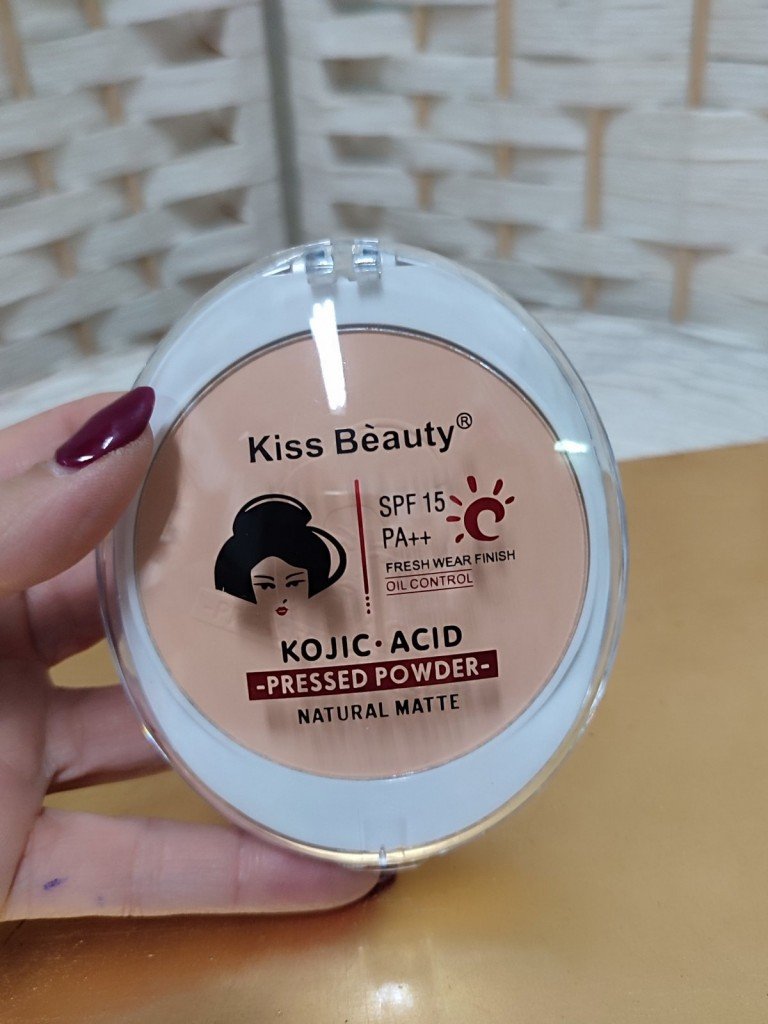 Kiss Bèauty®
SPF 15
PA++
FRESH WEAR FINISH
OIL CONTROL
KOJIC·ACID
-PRESSED POWDER-
NATURAL MATTE